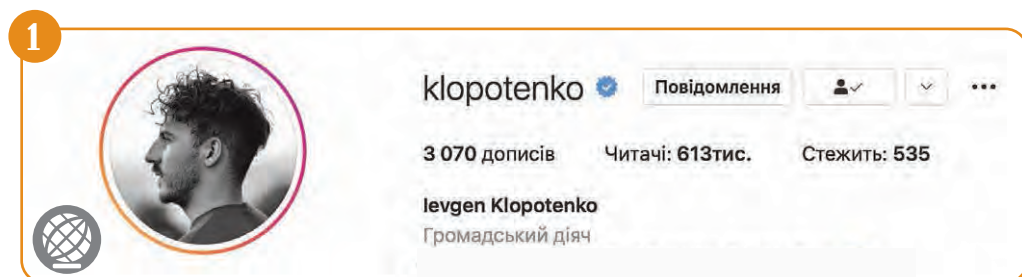 1
klopotenko Повідомлення
3 070 дописів Читачі: 613тис. Стежить: 535
Ievgen Klopotenko
Громадський діяч